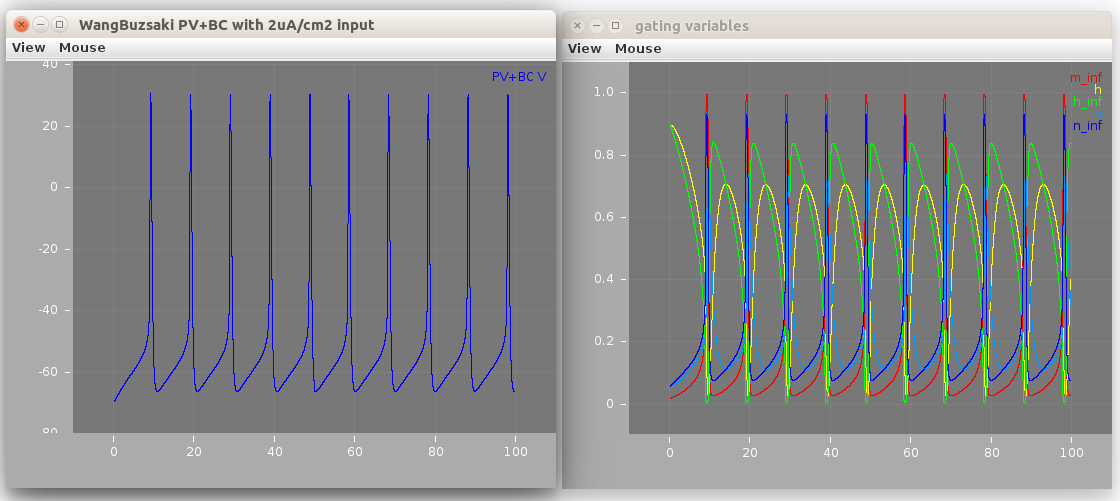 WangBuzsaki PV+BC with 2uA/cm2 input
View Mouse
40
20
0
-20
-40
-60
80
0 20 40 60 80 100
PV+BC V
gating variables
View Mouse
1.0
0.8
0.6
0.4
0.2
0
0 20 40 60 80 100
m_inf
h
h_inf
n_inf